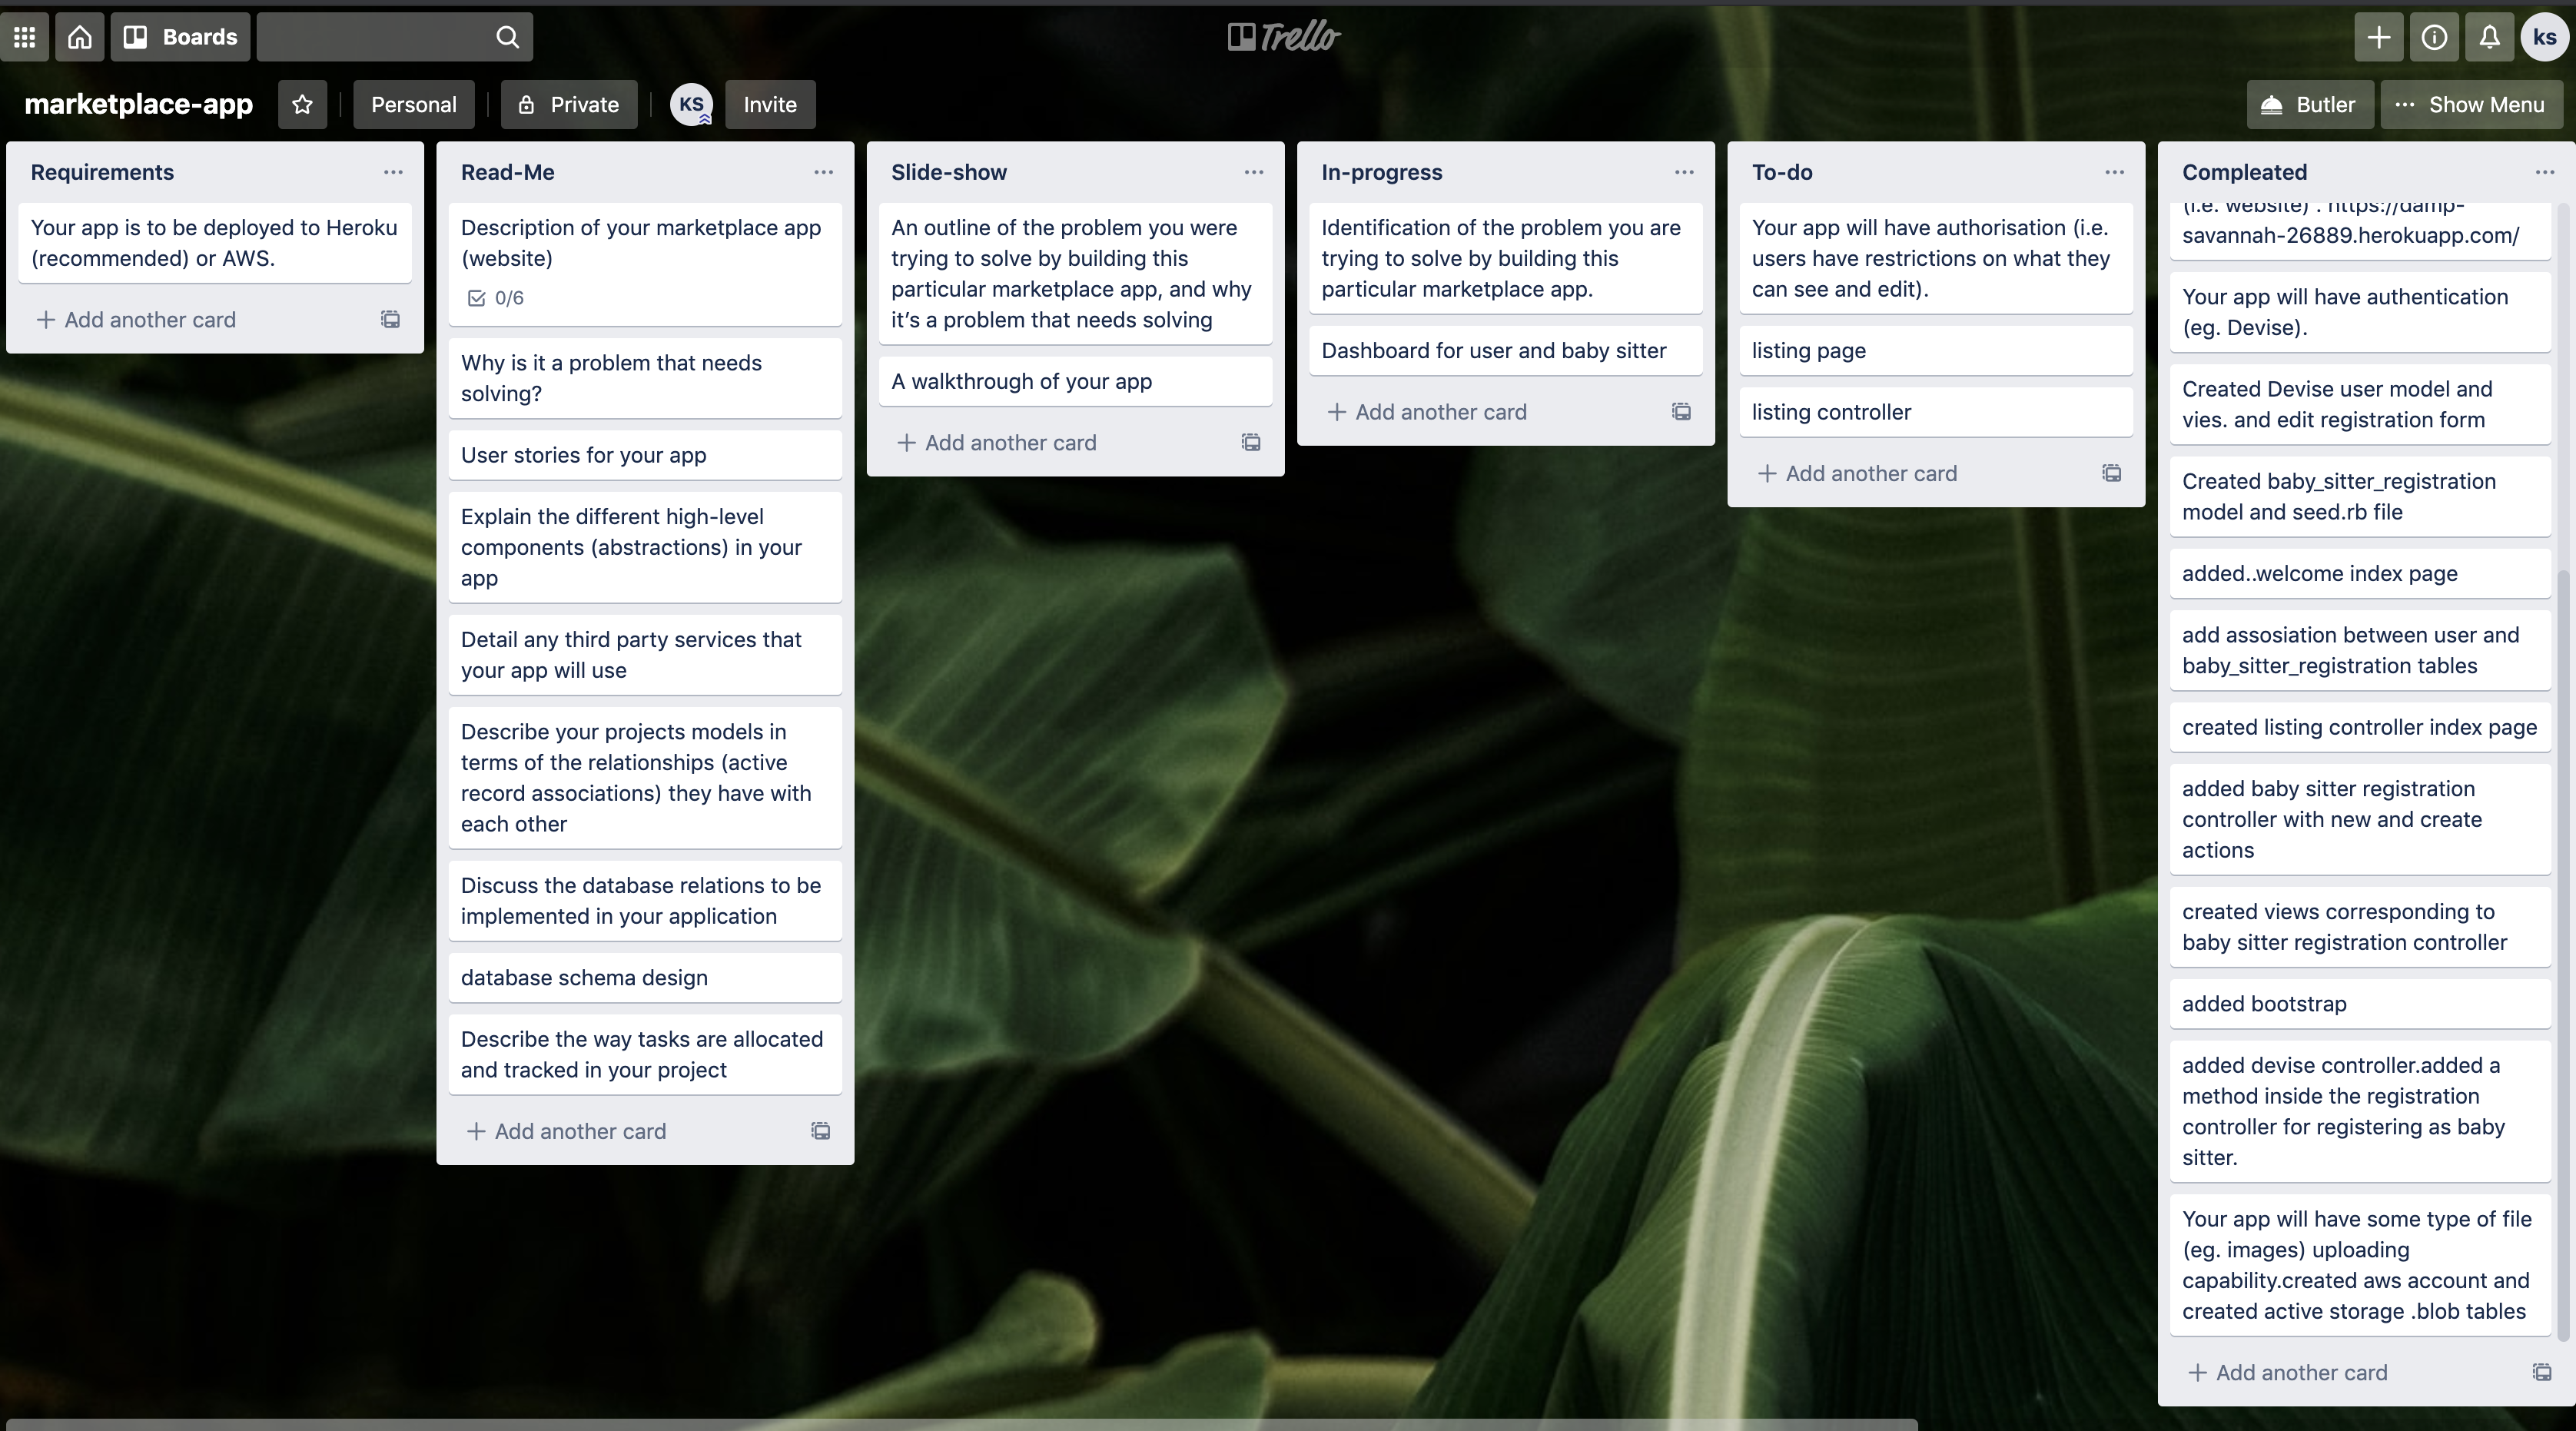 Boards
Trello
ks
marketplace-app
Personal
Private
KS
Invite
Butler
Show Menu
Requirements
Your app is to be deployed to Heroku
(recommended) or AWS.
Add another card
Read-Me
Description of your marketplace app
(website)
0/6
Why is it a problem that needs
solving?
User stories for your app
Explain the different high-level
components (abstractions) in your
app
Detail any third party services that
your app will use
Describe your projects models in
terms of the relationships (active
record associations) they have with
each other
Discuss the database relations to be
implemented in your application
database schema design
Describe the way tasks are allocated
and tracked in your project
Add another card
Slide-show
An outline of the problem you were
trying to solve by building this
particular marketplace app, and why
it’s a problem that needs solving
A walkthrough of your app
Add another card
In-progress
Identification of the problem you are
trying to solve by building this
particular marketplace app.
Dashboard for user and baby sitter
Add another card
To-do
Your app will have authorisation (i.e.
users have restrictions on what they
can see and edit).
listing page
listing controller
Add another card
Compleated
(i.e. website) . https://damp-
savannah-26889.herokuapp.com/
Your app will have authentication
(eg. Devise).
Created Devise user model and
vies. and edit registration form
Created baby_sitter_registration
model and seed.rb file
added..welcome index page
add assosiation between user and
baby_sitter_registration tables
created listing controller index page
added baby sitter registration
controller with new and create
actions
created views corresponding to
baby sitter registration controller
added bootstrap
added devise controller.added a
method inside the registration
controller for registering as baby
sitter.
Your app will have some type of file
(eg. images) uploading
capability.created aws account and
created active storage .blob tables
Add another card